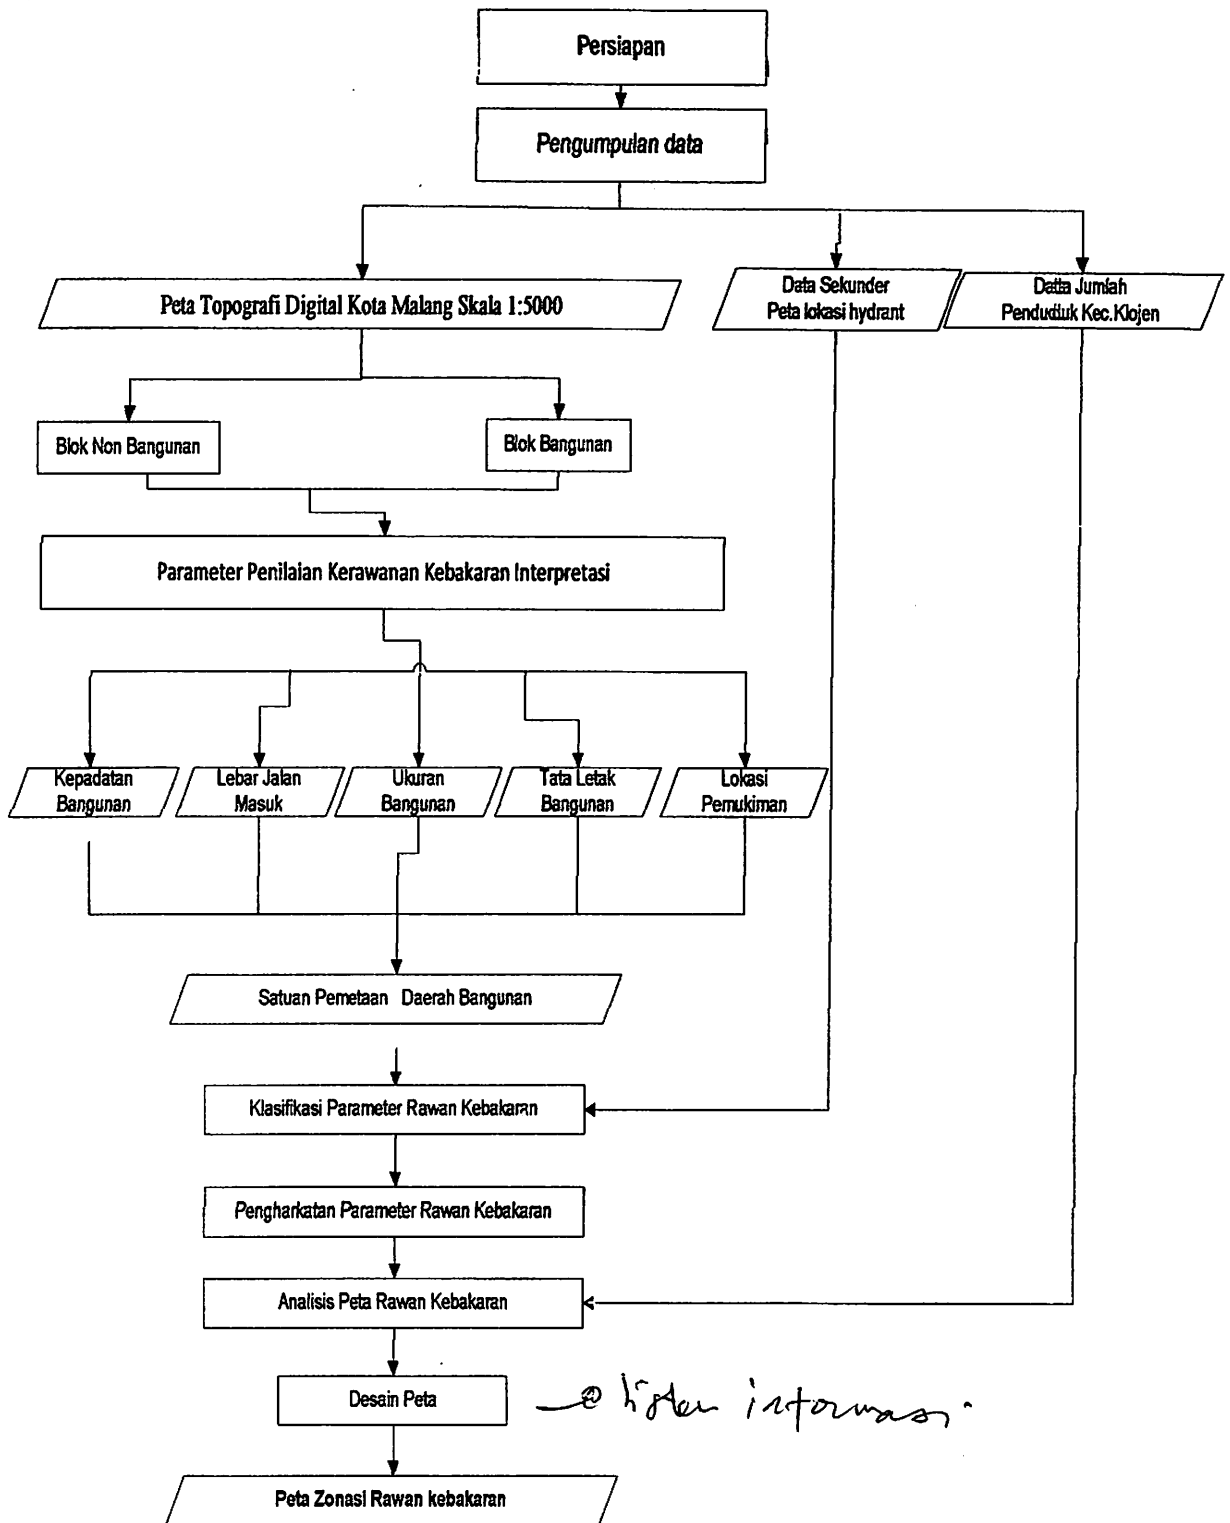 Persiapan
Pengumpulan data
Peta Topografi Digital Kota Malang Skala 1:5000
Data Sekunder
Peta lokasi hydrant
Datta Jumlah
Pendudiuk Kec.Klojen
Blok Non Bangunan
Blok Bangunan
Parameter Penilaian Kerawanan Kebakaran Interpretasi
Kepadatan
Bangunan
Lebar Jalan
Masuk
Ukuran
Bangunan
Tata Letak
Bangunan
Lokasi
Pemukiman
Satuan Pemetaan Daerah Bangunan
Klasifikasi Parameter Rawan Kebakaran
Pengharkatan Parameter Rawan Kebakaran
Analisis Peta Rawan Kebakaran
Desain Peta
informasi
Peta Zonasi Rawan kebakaran